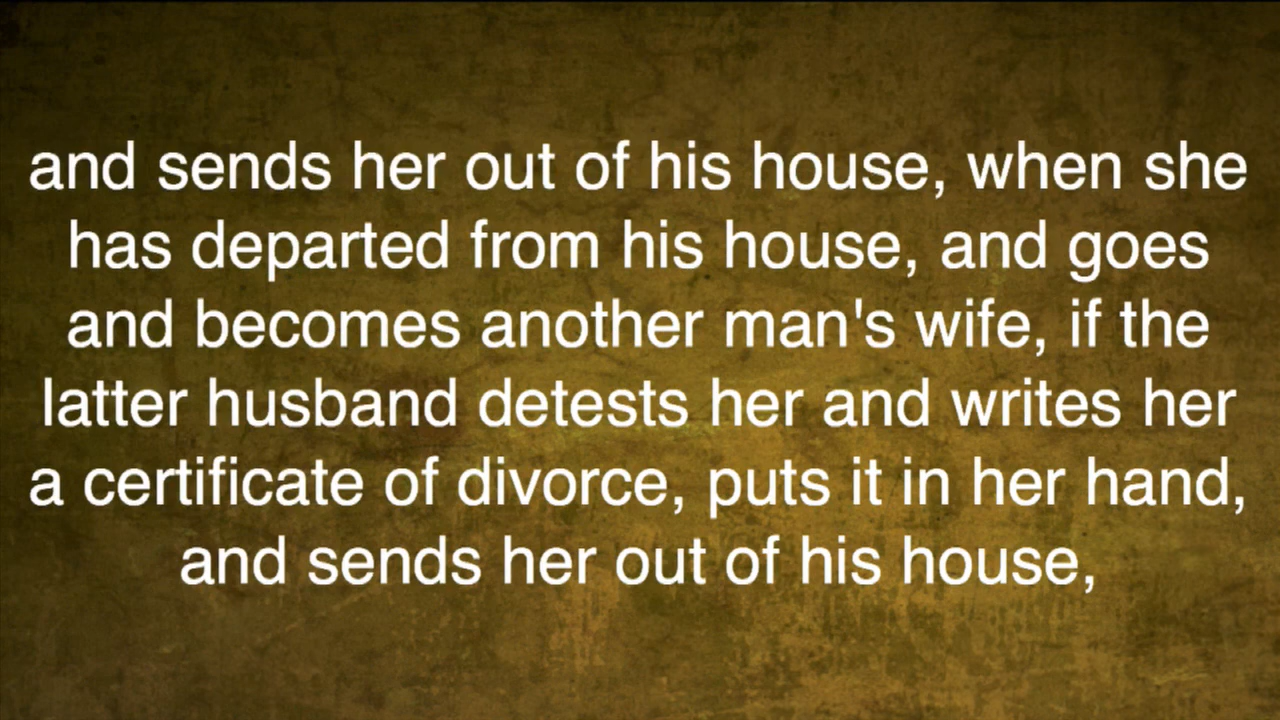 and sends her out of his house, when she
has departed from his house, and goes
and becomes another man's wife, if the
latter husband detests her and writes her
a certificate of divorce, puts it in her hand,
and sends her out of his house,